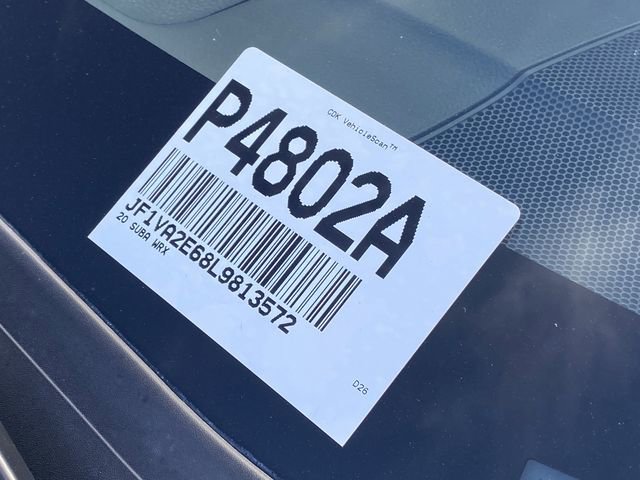 CDK VehicleScan™
P4802A
JF1VA2E68L9813572
20 SUBA WRX
D26